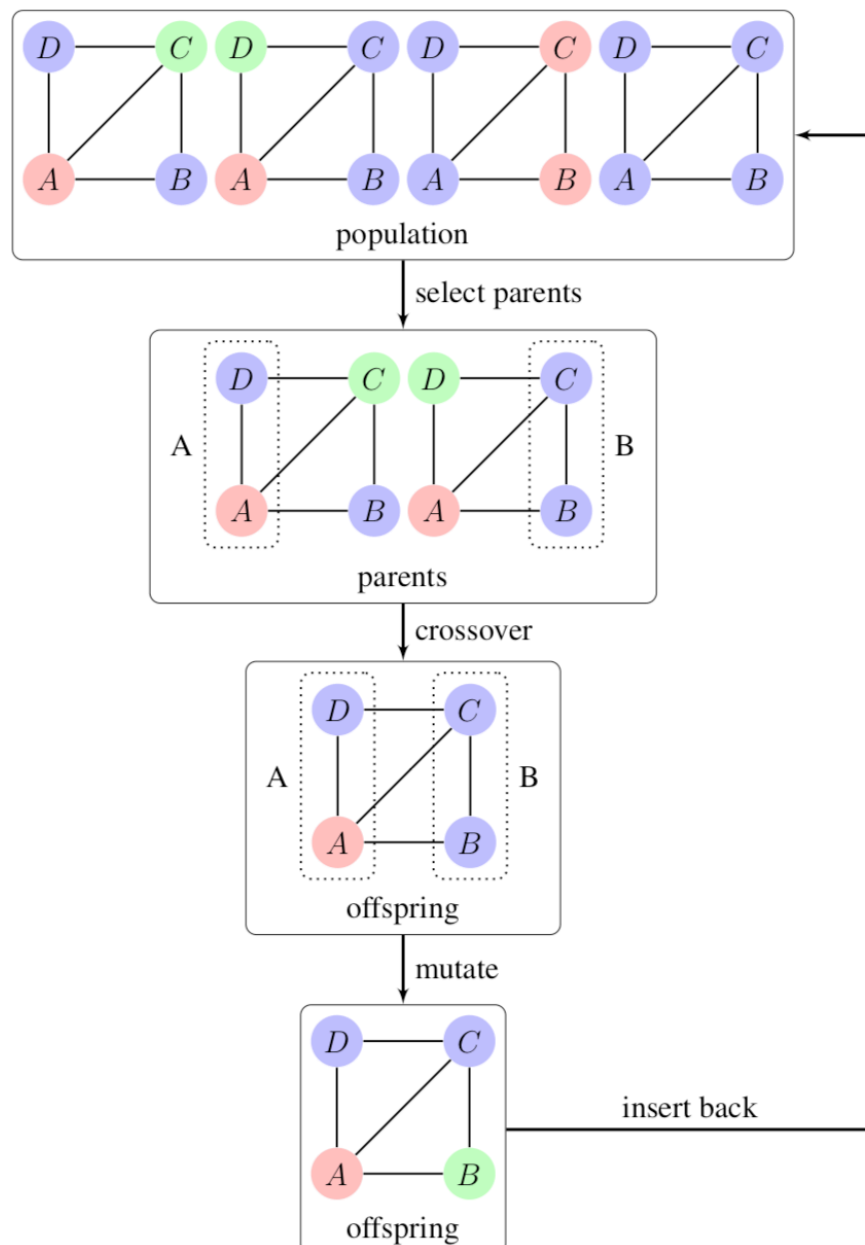 D C D C D C D C
A B A B A B A B
population
select parents
D C D C
A B
A B A B
parents
crossover
D C
A B
A B
offspring
mutate
D C
insert back
A B
offspring